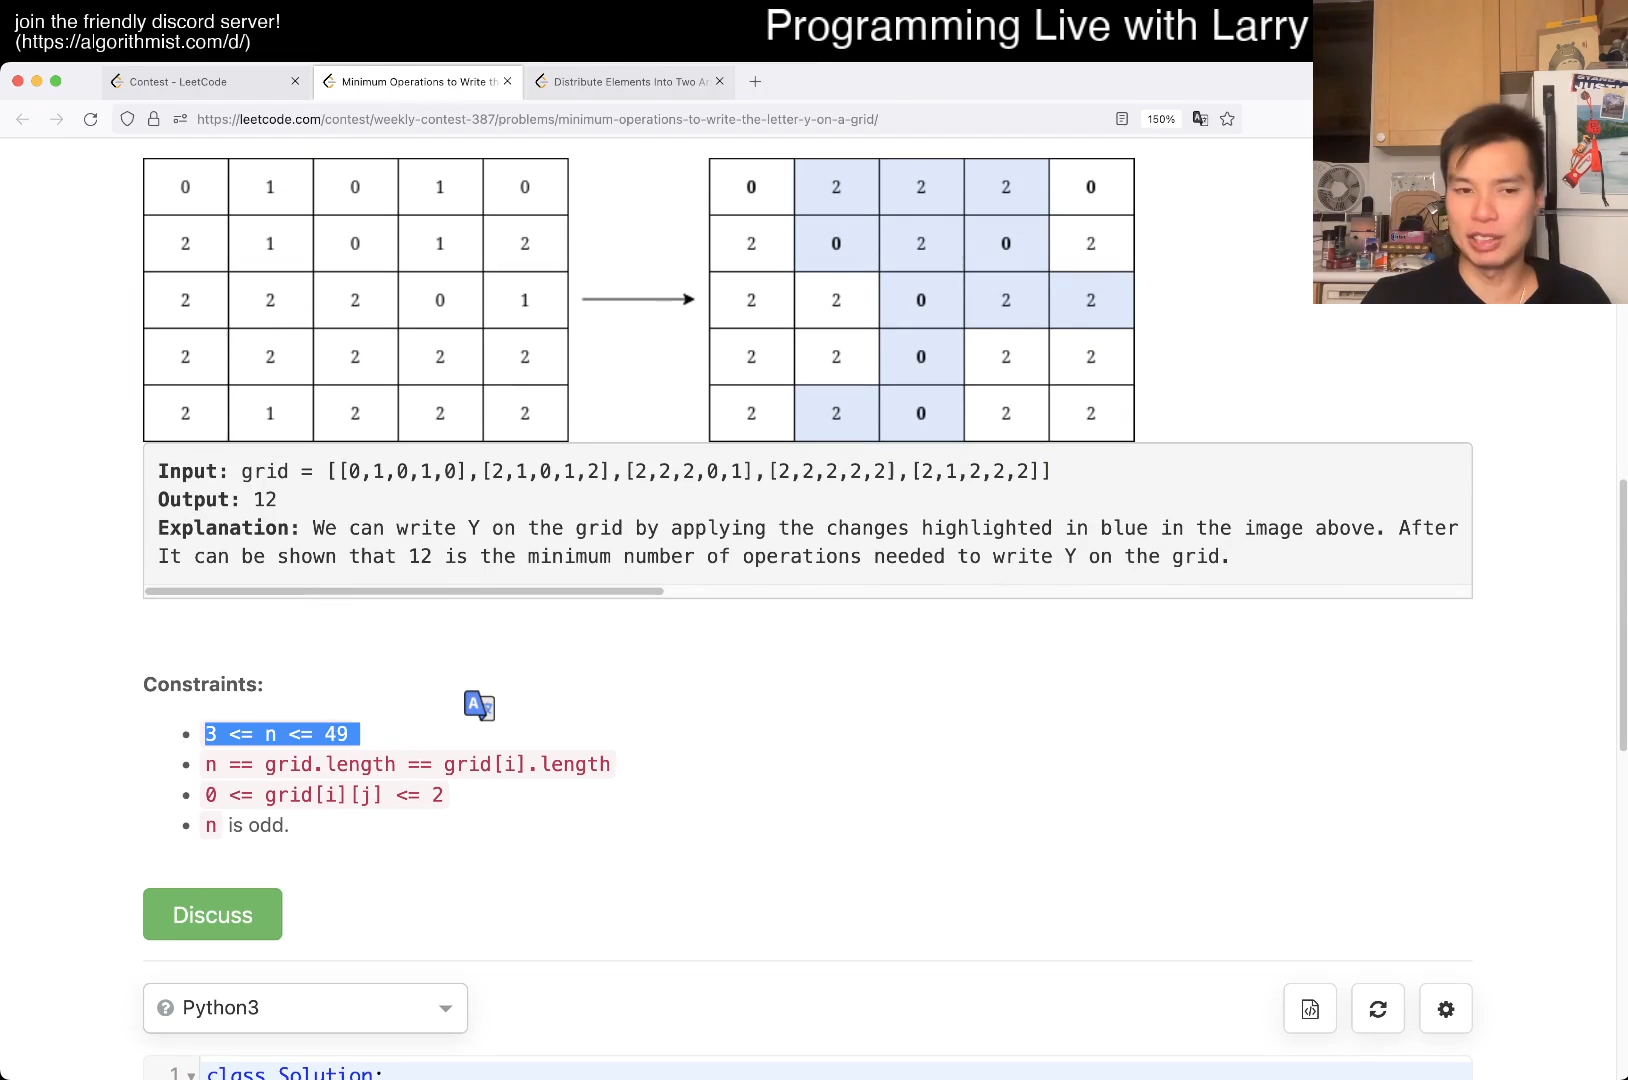 join the friendly discord server!
(https://algorithmist.com/d/)
Programming Live with Larry
Contest - LeetCode
Minimum Operations to Write th
Distribute Elements Into Two Ar
https://leetcode.com/contest/weekly-contest-387/problems/minimum-operations-to-write-the-letter-y-on-a-grid/
150%
0 1 0 1 0 0 2 2 2 0
2 1 0 1 2 2 0 2 0 2
2 2 2 0 1 2 2 0 2 2
2 2 2 2 2 2 2 0 2 2
2 1 2 2 2 2 2 0 2 2
Input: grid = [[0,1,0,1,0],[2,1,0,1,2],[2,2,2,0,1],[2,2,2,2,2],[2,1,2,2,2]]
Output: 12
Explanation: We can write Y on the grid by applying the changes highlighted in blue in the image above. After
It can be shown that 12 is the minimum number of operations needed to write Y on the grid.
Constraints:
3 <= n <= 49
n == grid.length == grid[i].length
0 <= grid[i][j] <= 2
n is odd.
Discuss
Python3
1 class Solution: